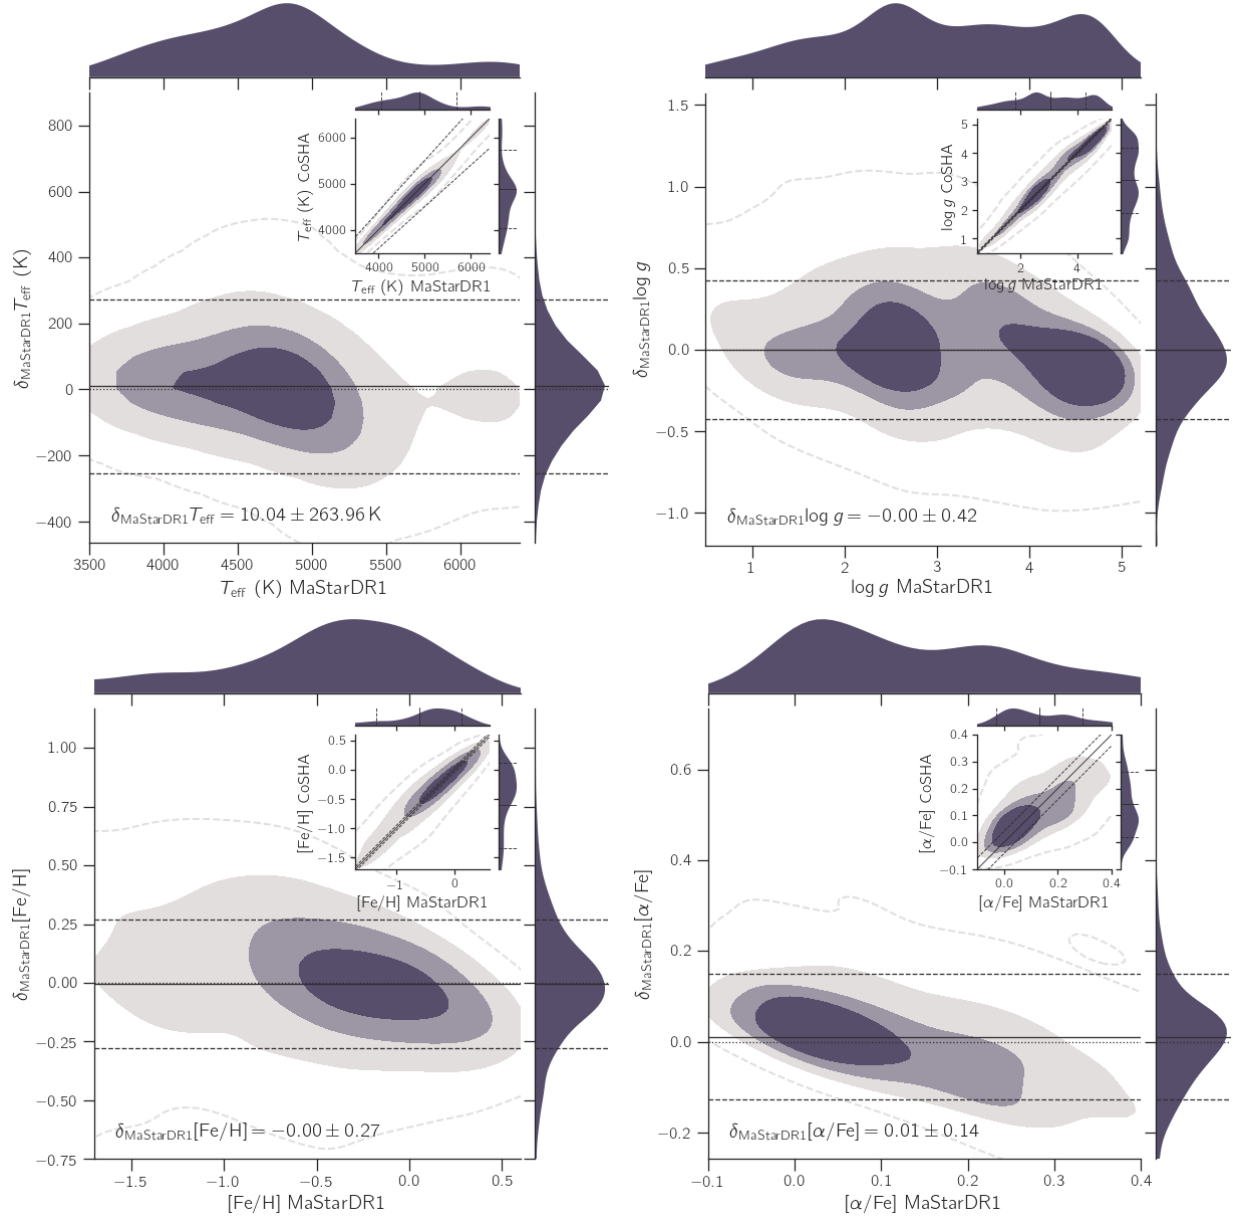 800
600
400
200
0
−200
−400
3500 4000 4500 5000 5500 6000
δMaStarDR1Teff (K)
Teff (K) MaStarDR1
δMaStarDR1Teff = 10.04 ± 263.96 K
6000
5000
4000
4000 5000 6000
Teff (K) CoSHA
Teff (K) MaStarDR1
1.5
1.0
0.5
0.0
−0.5
−1.0
1 2 3 4 5
δMaStarDR1log g
log g MaStarDR1
δMaStarDR1log g = −0.00 ± 0.42
5
4
3
2
1
2 4
log g CoSHA
log g MaStarDR1
1.00
0.75
0.50
0.25
0.00
−0.25
−0.50
−0.75
−1.5 −1.0 −0.5 0.0 0.5
δMaStarDR1[Fe/H]
[Fe/H] MaStarDR1
δMaStarDR1[Fe/H] = −0.00 ± 0.27
0.5
0.0
−0.5
−1.0
−1.5
−1 0
[Fe/H] CoSHA
[Fe/H] MaStarDR1
0.6
0.4
0.2
0.0
−0.2
−0.1 0.0 0.1 0.2 0.3 0.4
δMaStarDR1[α/Fe]
[α/Fe] MaStarDR1
δMaStarDR1[α/Fe] = 0.01 ± 0.14
0.4
0.3
0.2
0.1
0.0
−0.1
0.0 0.2 0.4
[α/Fe] CoSHA
[α/Fe] MaStarDR1